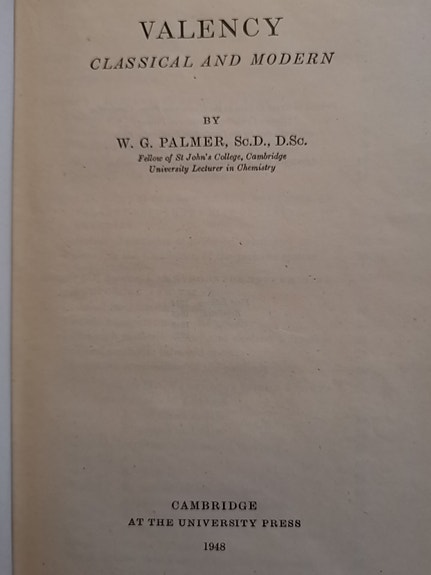 VALENCY
CLASSICAL AND MODERN
BY
W. G. PALMER, Sc.D., D.Sc.
Fellow of St John's College, Cambridge
University Lecturer in Chemistry
CAMBRIDGE
AT THE UNIVERSITY PRESS
1948